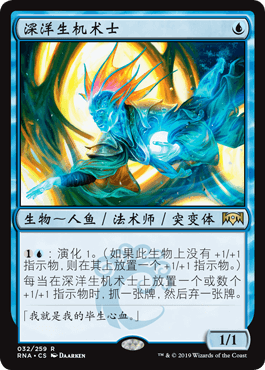 深洋生机术士
生物～人鱼／法术师／突变体
1：演化 1。（如果此生物上没有 +1/+1
指示物，则在其上放置一个 +1/+1 指示物。）
每当在深洋生机术士上放置一个或数个
+1/+1 指示物时，抓一张牌，然后弃一张牌。
「我就是我的毕生心血。」
1/1
032/259 R
RNA • CS DAARKEN
™ & © 2019 Wizards of the Coast